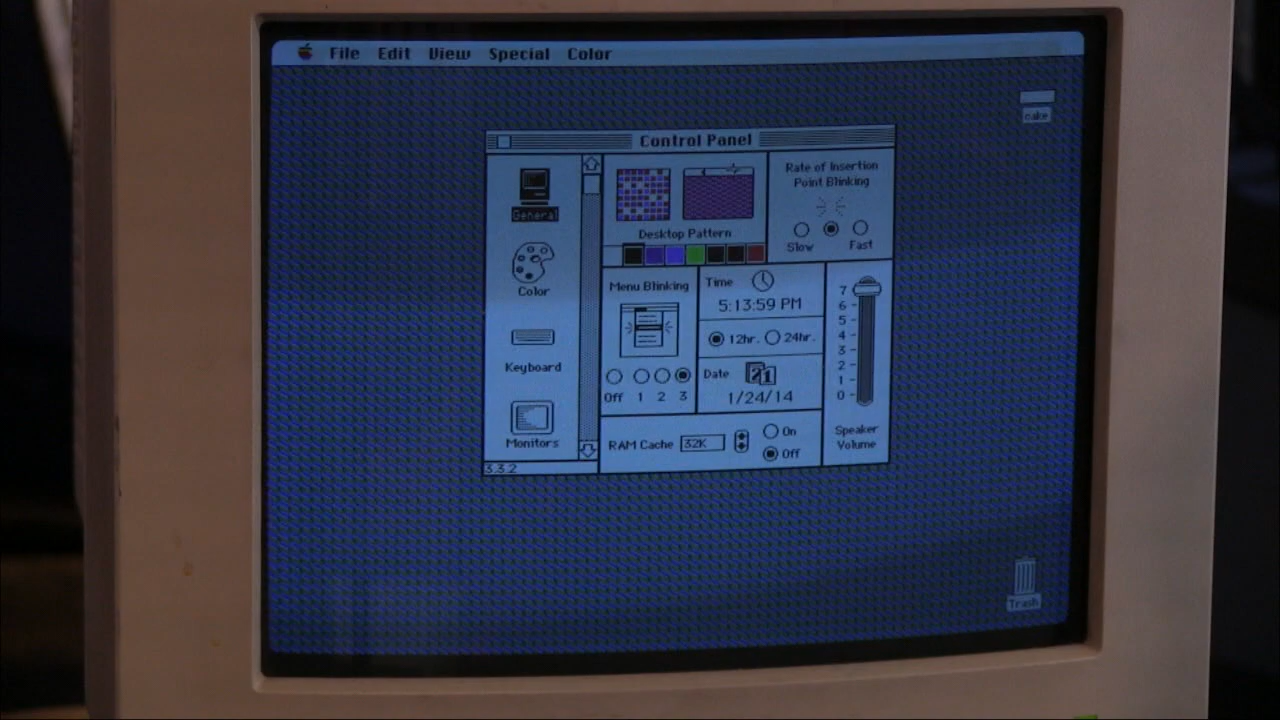 File Edit View Special Color
cake
Control Panel
General
Color
Keyboard
Monitors
3.3.2
Desktop Pattern
Rate of Insertion
Point Blinking
Slow Fast
Menu Blinking
Off 1 2 3
Time
5:13:59 PM
12hr. 24hr.
Date
1/24/14
7
6
5
4
3
2
1
0
Speaker
Volume
RAM Cache 32K On
Off
Trash